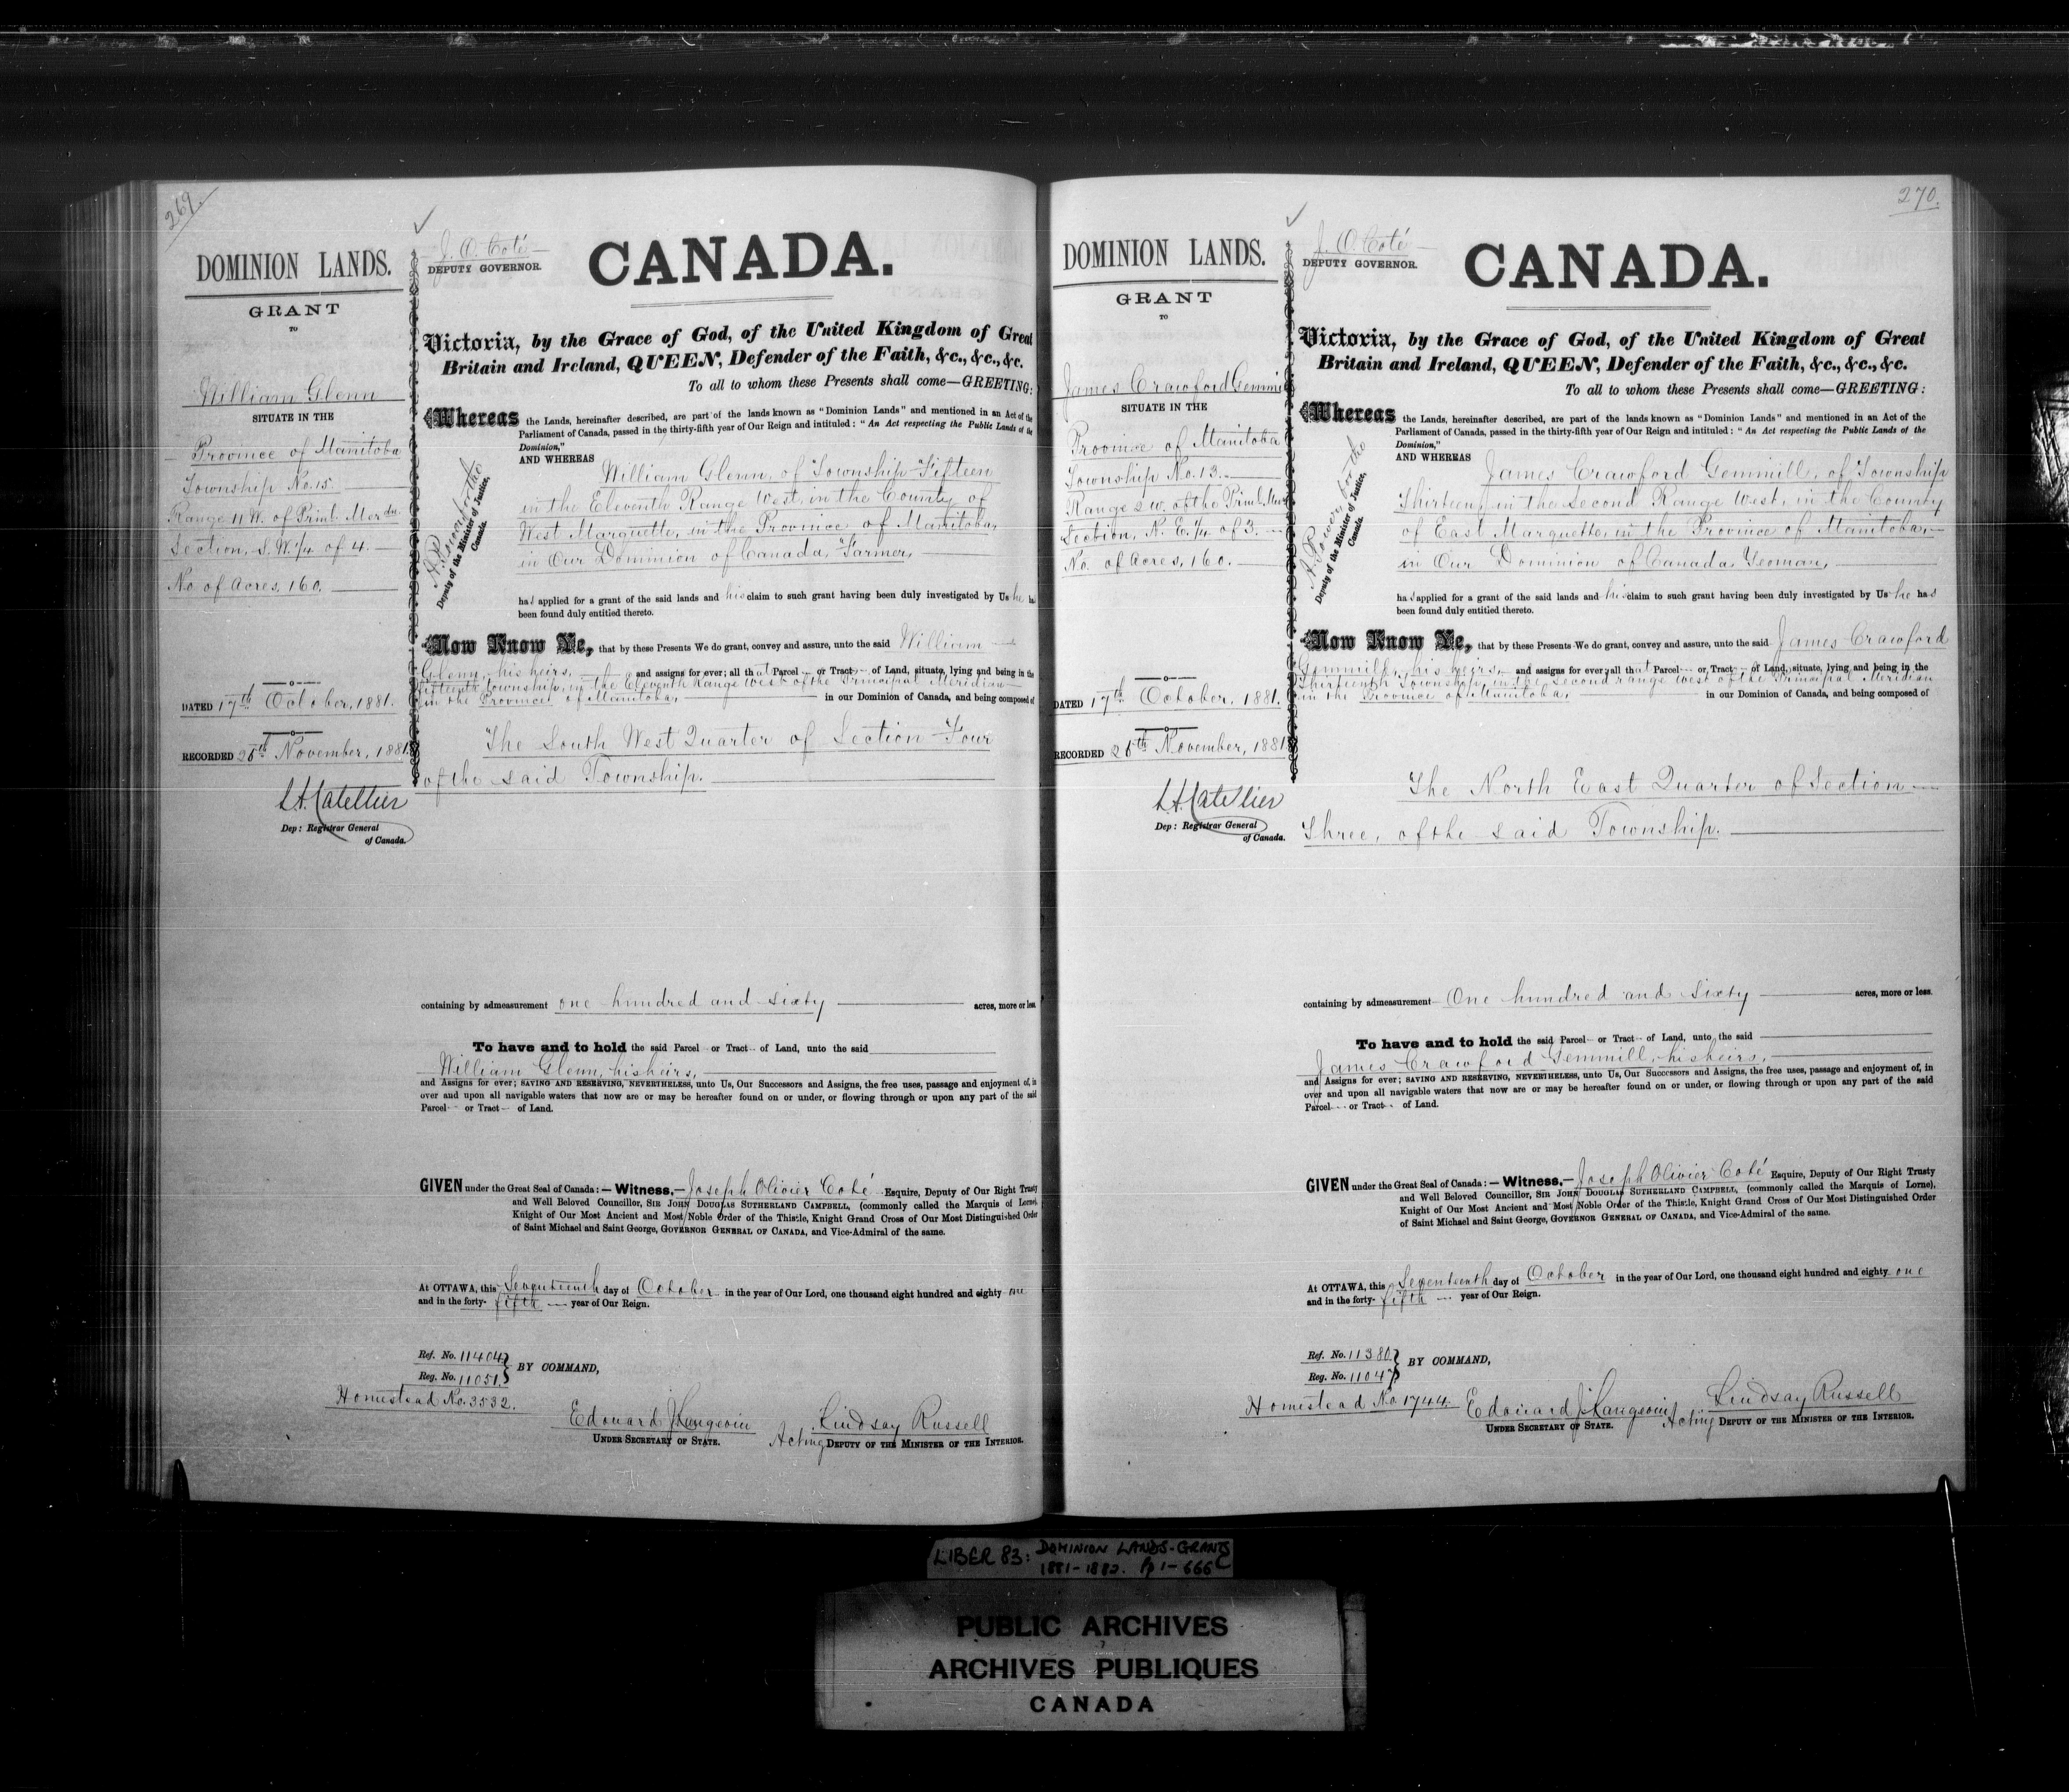 269.
DOMINION LANDS.
GRANT
TO
William Glenn
SITUATE IN THE
Province of Manitoba
Township No. 15.
Range 11 W. of Prinl. Merdn.
Section, S. W. 1/4 of 4.
No of Acres, 160.
DATED 17th October, 1881.
RECORDED 26th November, 1881.
L A Catellier
Dep: Registrar General
of Canada.
J. O. Coté
DEPUTY GOVERNOR.
CANADA.
Victoria, by the Grace of God, of the United Kingdom of Great
Britain and Ireland, QUEEN, Defender of the Faith, &c., &c., &c.
To all to whom these Presents shall come—GREETING:
A. Power for the
Deputy of the Minister of Justice,
Canada.
Whereas the Lands, hereinafter described, are part of the lands known as "Dominion Lands" and mentioned in an Act of the
Parliament of Canada, passed in the thirty-fifth year of Our Reign and intituled: "An Act respecting the Public Lands of the
Dominion,"
AND WHEREAS William Glenn, of Township Fifteen
in the Eleventh Range West, in the County of
West Marquette, in the Province of Manitoba,
in Our Dominion of Canada, Farmer,
has applied for a grant of the said lands and his claim to such grant having been duly investigated by Us he ha
been found duly entitled thereto.
Now Know Ye, that by these Presents We do grant, convey and assure, unto the said William
Glenn, his heirs, and assigns for ever; all that Parcel or Tract of Land, situate, lying and being in the
Fifteenth Township, in the Eleventh Range West of the Principal Meridian
in the Province of Manitoba, in our Dominion of Canada, and being composed of
The South West Quarter of Section Four
of the said Township.
containing by admeasurement one hundred and sixty acres, more or less
To have and to hold the said Parcel or Tract of Land, unto the said
William Glenn, his heirs,
and Assigns for ever; SAVING AND RESERVING, NEVERTHELESS, unto Us, Our Successors and Assigns, the free uses, passage and enjoyment of, in
over and upon all navigable waters that now are or may be hereafter found on or under, or flowing through or upon any part of the said
Parcel or Tract of Land.
GIVEN under the Great Seal of Canada: — Witness,— Joseph Olivier Coté Esquire, Deputy of Our Right Trusty
and Well Beloved Councillor, SIR JOHN DOUGLAS SUTHERLAND CAMPBELL, (commonly called the Marquis of Lorne),
Knight of Our Most Ancient and Most Noble Order of the Thistle, Knight Grand Cross of Our Most Distinguished Order
of Saint Michael and Saint George, GOVERNOR GENERAL OF CANADA, and Vice-Admiral of the same.
At OTTAWA, this Seventeenth day of October in the year of Our Lord, one thousand eight hundred and eighty one
and in the forty- fifth year of Our Reign.
Ref. No. 11404
Reg. No. 11051
BY COMMAND,
Homestead No. 3532.
Edouard J Langevin
UNDER SECRETARY OF STATE.
Lindsay Russell
Acting DEPUTY OF THE MINISTER OF THE INTERIOR.
270.
DOMINION LANDS.
GRANT
TO
James Crawford Gemmi
SITUATE IN THE
Province of Manitoba
Township No. 13.
Range 2 W. of the Prinl. Mer
Section, N. E. 1/4 of 3.
No. of Acres, 160.
DATED 17th October, 1881.
RECORDED 26th November, 1881
L A Catellier
Dep: Registrar General
of Canada.
J. O. Coté
DEPUTY GOVERNOR.
CANADA.
Victoria, by the Grace of God, of the United Kingdom of Great
Britain and Ireland, QUEEN, Defender of the Faith, &c., &c., &c.
To all to whom these Presents shall come—GREETING:
A. Power, for the
Deputy of the Minister of Justice,
Canada.
Whereas the Lands, hereinafter described, are part of the lands known as "Dominion Lands" and mentioned in an Act of the
Parliament of Canada, passed in the thirty-fifth year of Our Reign and intituled: "An Act respecting the Public Lands of the
Dominion,"
AND WHEREAS James Crawford Gemmill, of Township
Thirteen, in the Second Range West, in the County
of East Marquette, in the Province of Manitoba,
in Our Dominion of Canada, Yeoman,
has applied for a grant of the said lands and his claim to such grant having been duly investigated by Us he has
been found duly entitled thereto.
Now Know Ye, that by these Presents We do grant, convey and assure, unto the said James Crawford
Gemmill, his heirs, and assigns for ever; all that Parcel or Tract of Land, situate, lying and being in the
Thirteenth Township, in the Second range West of the Principal Meridian
in the Province of Manitoba, in our Dominion of Canada, and being composed of
The North East Quarter of Section
Three, of the said Township.
containing by admeasurement One hundred and Sixty acres, more or less.
To have and to hold the said Parcel or Tract of Land, unto the said
James Crawford Gemmill, his heirs,
and Assigns for ever; SAVING AND RESERVING, NEVERTHELESS, unto Us, Our Successors and Assigns, the free uses, passage and enjoyment of, in
over and upon all navigable waters that now are or may be hereafter found on or under, or flowing through or upon any part of the said
Parcel or Tract of Land.
GIVEN under the Great Seal of Canada: — Witness,— Joseph Olivier Coté Esquire, Deputy of Our Right Trusty
and Well Beloved Councillor, SIR JOHN DOUGLAS SUTHERLAND CAMPBELL, (commonly called the Marquis of Lorne),
Knight of Our Most Ancient and Most Noble Order of the Thistle, Knight Grand Cross of Our Most Distinguished Order
of Saint Michael and Saint George, GOVERNOR GENERAL OF CANADA, and Vice-Admiral of the same.
At OTTAWA, this Seventeenth day of October in the year of Our Lord, one thousand eight hundred and eighty one
and in the forty- fifth year of Our Reign.
Ref. No. 11380
Reg. No. 11047
BY COMMAND,
Homestead No 1744.
Edouard J Langevin
UNDER SECRETARY OF STATE.
Lindsay Russell
Acting DEPUTY OF THE MINISTER OF THE INTERIOR.
LIBER 83: DOMINION LANDS-GRANTS
1881-1882. Pp 1-666
PUBLIC ARCHIVES
ARCHIVES PUBLIQUES
CANADA